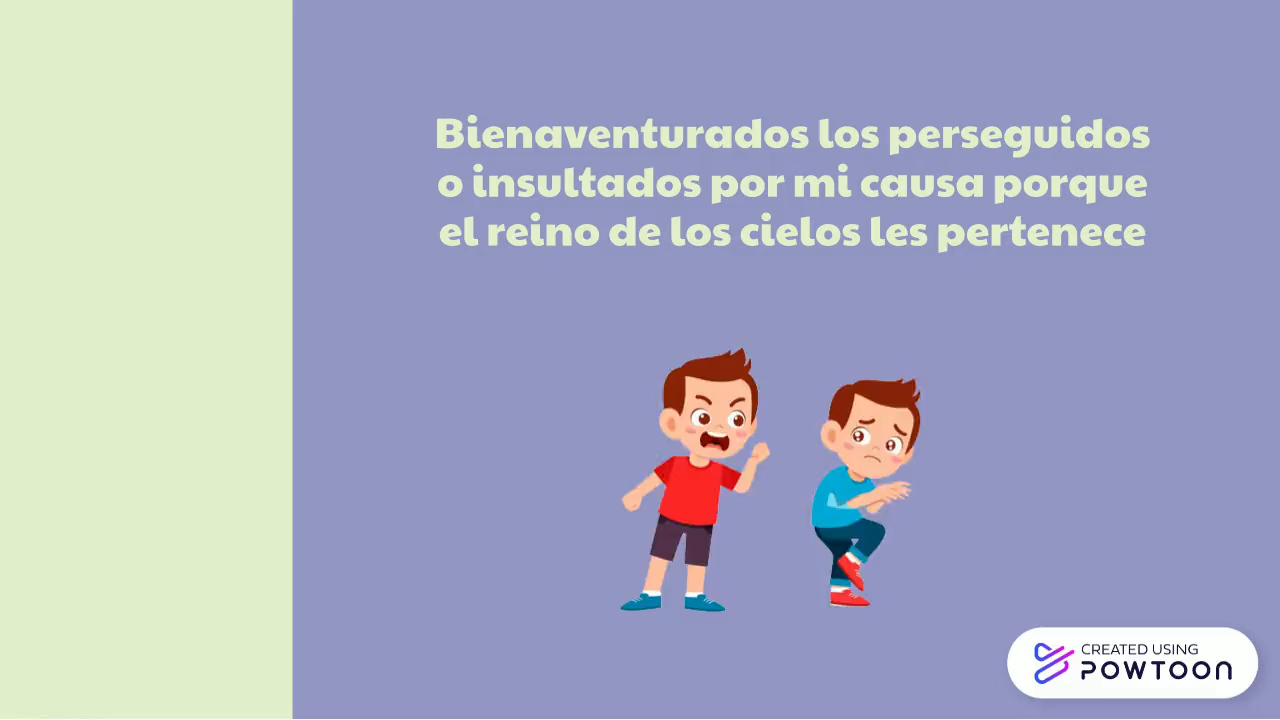 Bienaventurados los perseguidos
o insultados por mi causa porque
el reino de los cielos les pertenece
CREATED USING
POWTOON